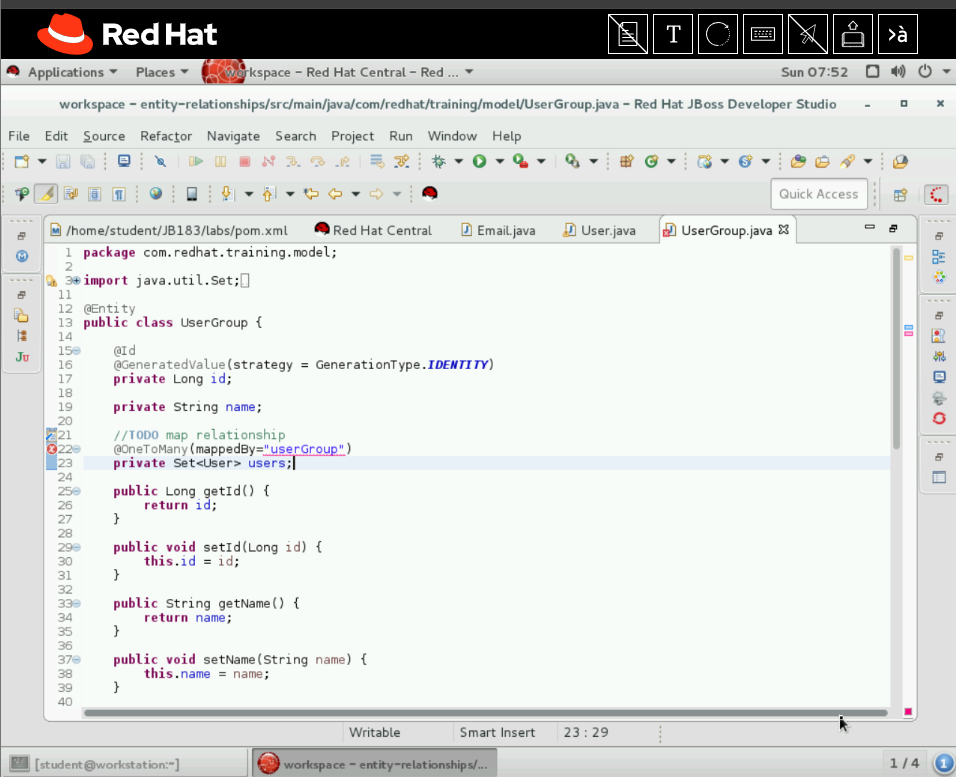 Red Hat
T
>à
Applications Places workspace - Red Hat Central - Red ... Sun 07:52
workspace – entity-relationships/src/main/java/com/redhat/training/model/UserGroup.java – Red Hat JBoss Developer Studio
File Edit Source Refactor Navigate Search Project Run Window Help
Quick Access
/home/student/JB183/labs/pom.xml Red Hat Central Email.java User.java UserGroup.java
1 package com.redhat.training.model;
2
3 import java.util.Set;
11
12 @Entity
13 public class UserGroup {
14
15 @Id
16 @GeneratedValue(strategy = GenerationType.IDENTITY)
17 private Long id;
18
19 private String name;
20
21 //TODO map relationship
22 @OneToMany(mappedBy="userGroup")
23 private Set<User> users;
24
25 public Long getId() {
26 return id;
27 }
28
29 public void setId(Long id) {
30 this.id = id;
31 }
32
33 public String getName() {
34 return name;
35 }
36
37 public void setName(String name) {
38 this.name = name;
39 }
40
Writable Smart Insert 23 : 29
[student@workstation:~] workspace – entity-relationships/... 1 / 4 1